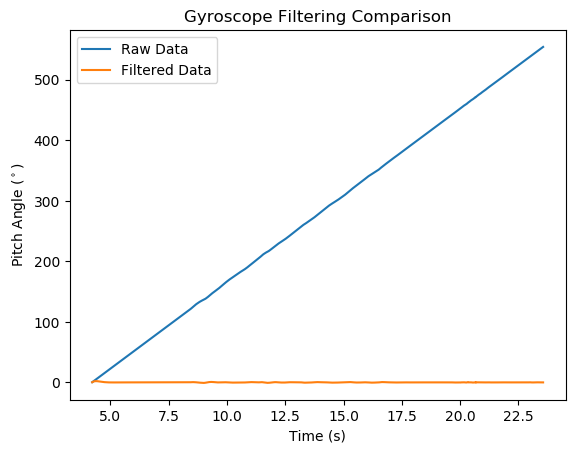 Gyroscope Filtering Comparison
Raw Data
Filtered Data
Pitch Angle (°)
500
400
300
200
100
0
5.0 7.5 10.0 12.5 15.0 17.5 20.0 22.5
Time (s)